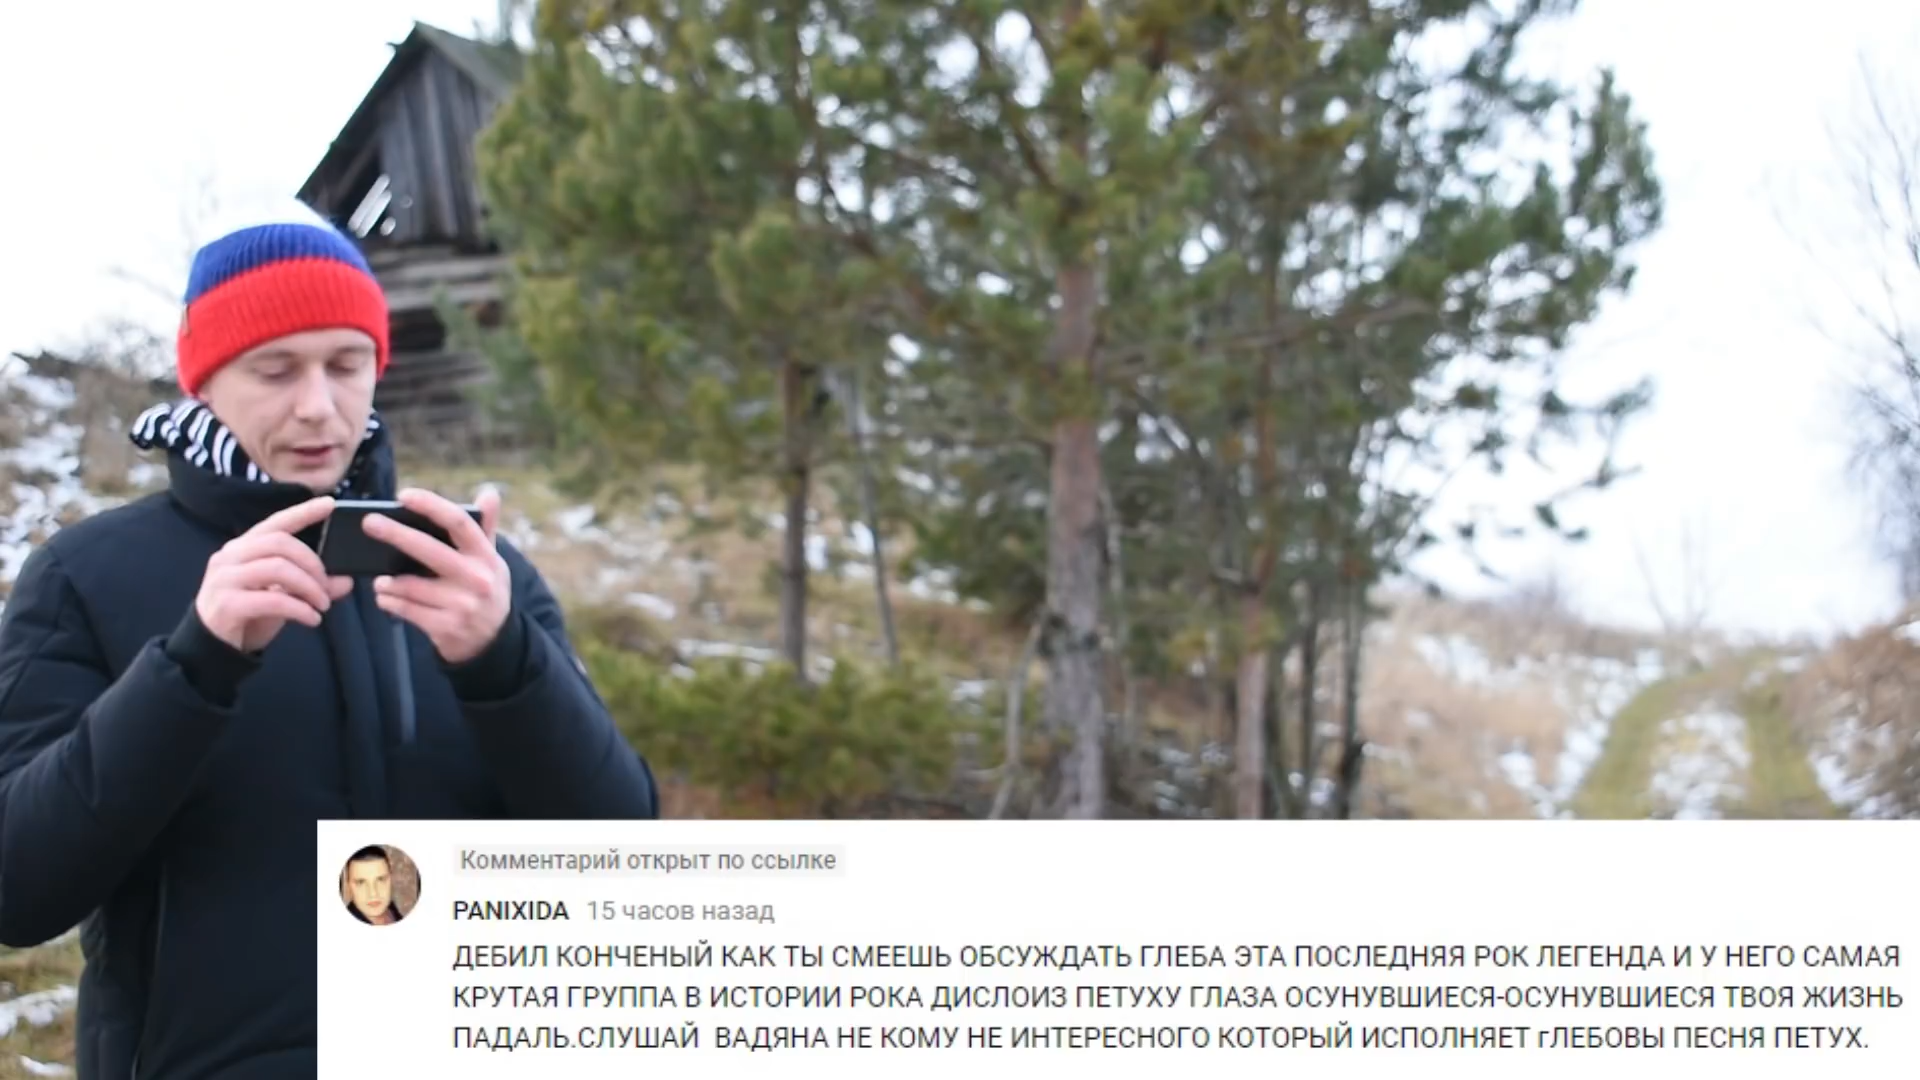 Комментарий открыт по ссылке
PANIXIDA 15 часов назад
ДЕБИЛ КОНЧЕНЫЙ КАК ТЫ СМЕЕШЬ ОБСУЖДАТЬ ГЛЕБА ЭТА ПОСЛЕДНЯЯ РОК ЛЕГЕНДА И У НЕГО САМАЯ
КРУТАЯ ГРУППА В ИСТОРИИ РОКА ДИСЛОИЗ ПЕТУХУ ГЛАЗА ОСУНУВШИЕСЯ-ОСУНУВШИЕСЯ ТВОЯ ЖИЗНЬ
ПАДАЛЬ.СЛУШАЙ ВАДЯНА НЕ КОМУ НЕ ИНТЕРЕСНОГО КОТОРЫЙ ИСПОЛНЯЕТ гЛЕБОВЫ ПЕСНЯ ПЕТУХ.